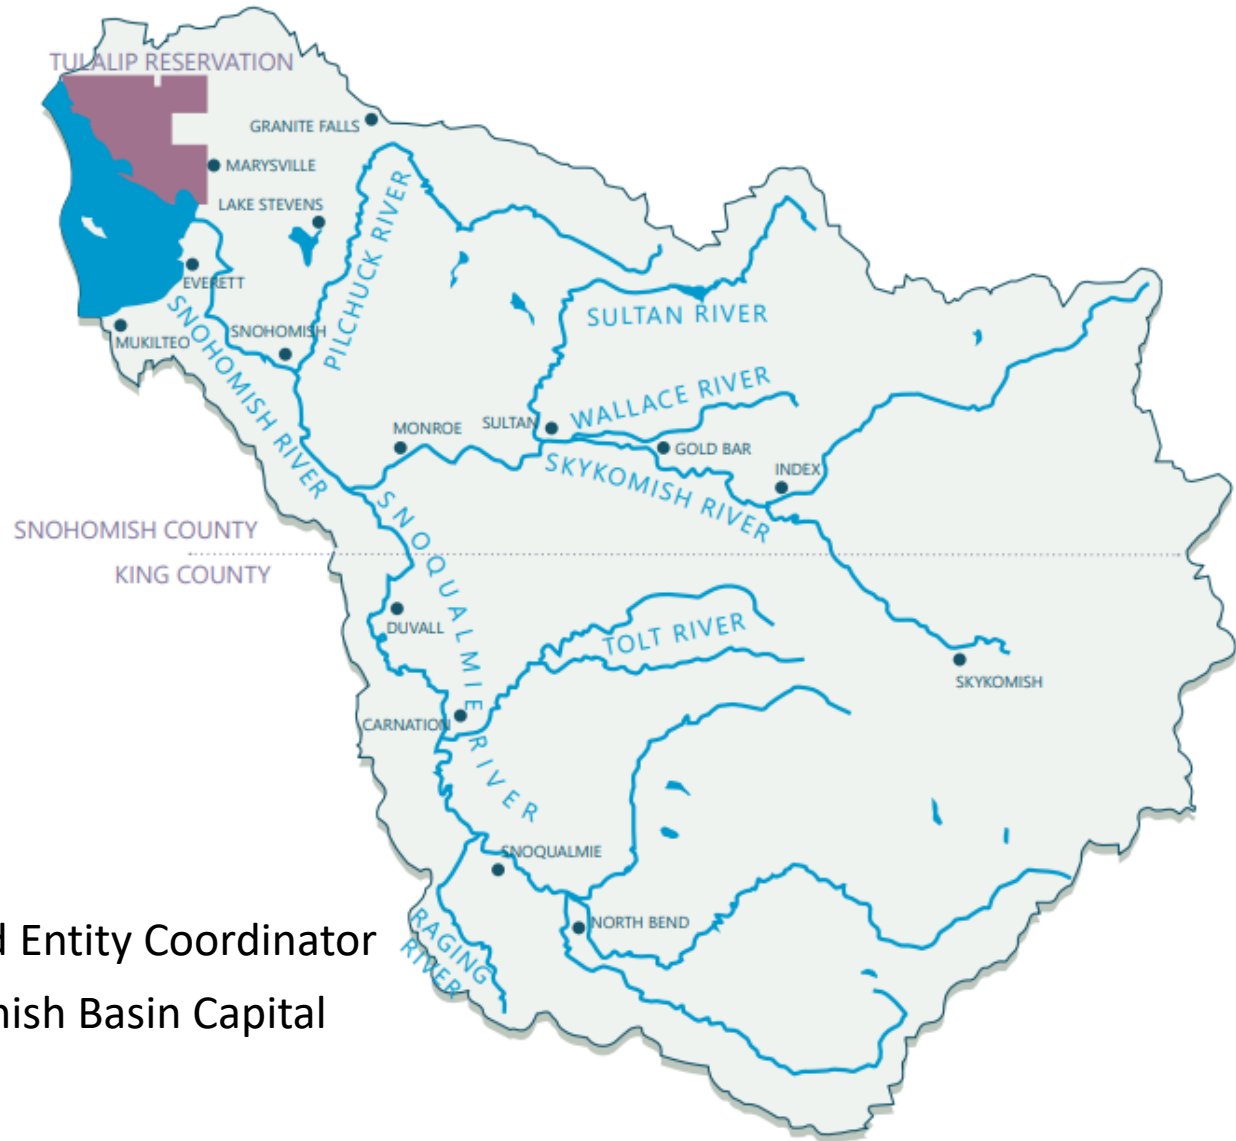 TULALIP RESERVATION
GRANITE FALLS
MARYSVILLE
LAKE STEVENS
PILCHUCK RIVER
EVERETT
SNOHOMISH RIVER
SNOHOMISH
MUKILTEO
SULTAN RIVER
WALLACE RIVER
SULTAN
MONROE
GOLD BAR
INDEX
SKYKOMISH RIVER
SNOQUALMIE RIVER
SNOHOMISH COUNTY
KING COUNTY
DUVALL
TOLT RIVER
SKYKOMISH
CARNATION
SNOQUALMIE
NORTH BEND
RAGING
RIVER
Entity Coordinator
Basin Capital